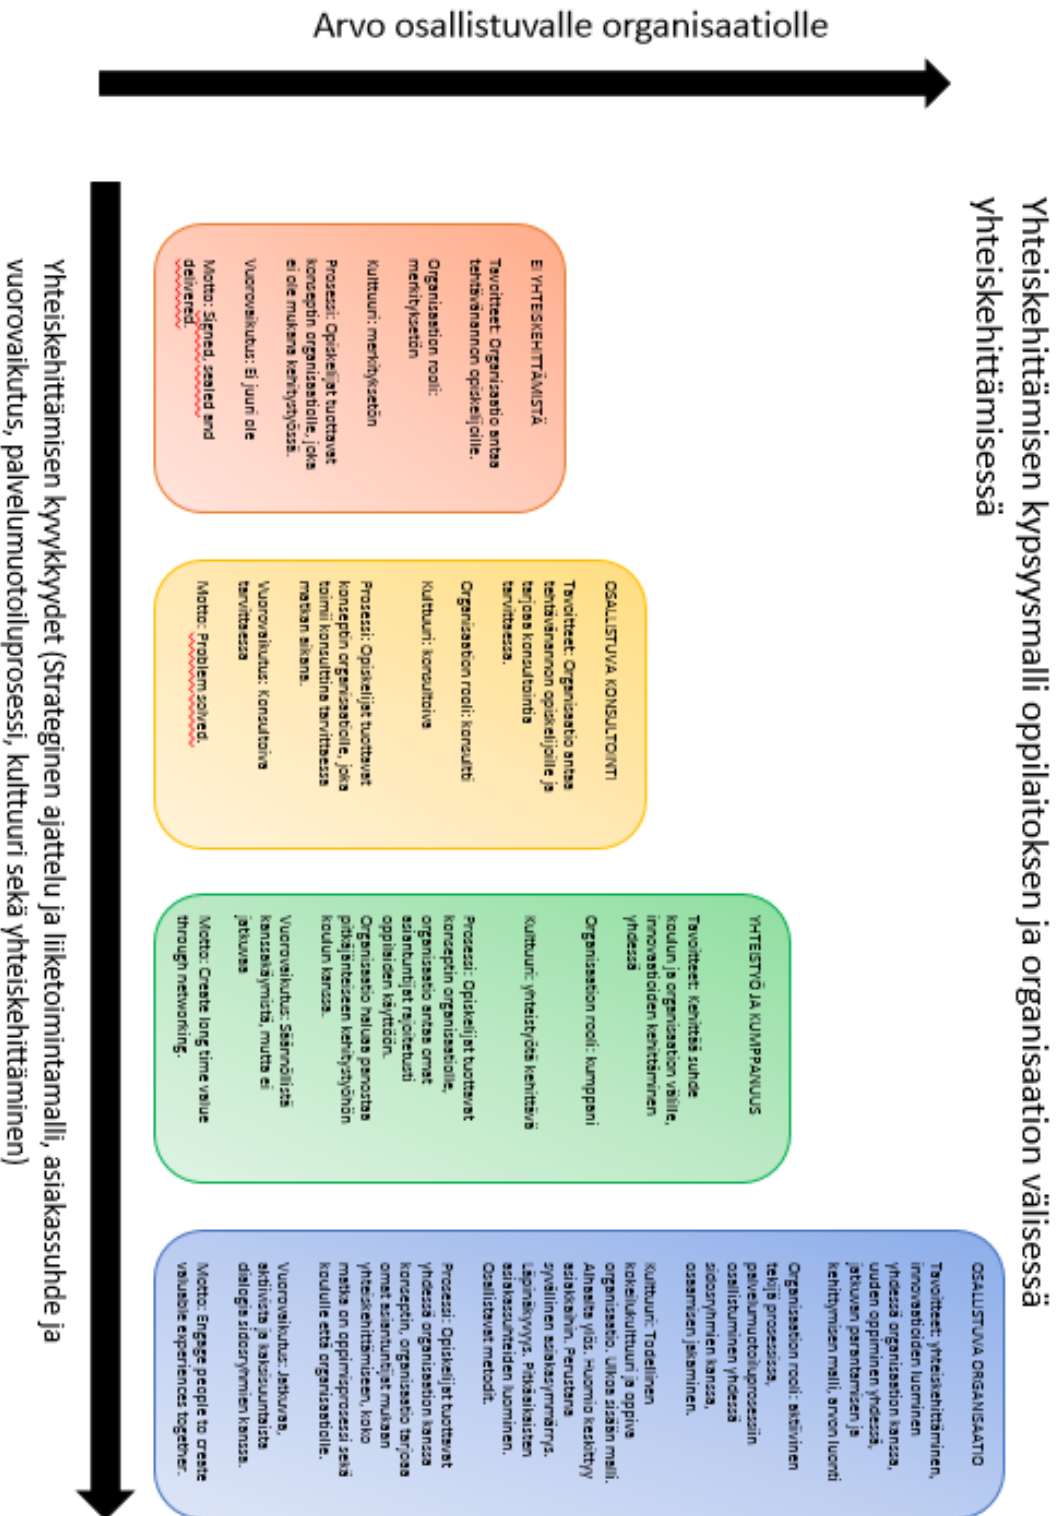 Yhteiskehittämisen kypsyysmalli oppilaitoksen ja organisaation välisessä
yhteiskehittämisessä
Arvo osallistuvalle organisaatiolle
EI YHTEISKEHITTÄMISTÄ
Tavoitteet: Organisaatio antaa
tehtävänannon opiskelijoille.
Organisaation rooli:
merkityksetön
Kulttuuri: merkityksetön
Prosessi: Opiskelijat tuottavat
konseptin organisaatiolle, joka
ei ole mukana kehitystyössä.
Vuorovaikutus: Ei juuri ole
Motto: Signed, sealed and
delivered.
OSALLISTUVA KONSULTOINTI
Tavoitteet: Organisaatio antaa
tehtävänannon opiskelijoille ja
tarjoaa konsultointia
tarvittaessa.
Organisaation rooli: konsultti
Kulttuuri: konsultoiva
Prosessi: Opiskelijat tuottavat
konseptin organisaatiolle, joka
toimii konsulttina tarvittaessa
matkan aikana.
Vuorovaikutus: Konsultoiva
tarvittaessa
Motto: Problem solved.
YHTEISTYÖ JA KUMPPANUUS
Tavoitteet: Kehittää suhde
koulun ja organisaation välille,
innovaatioiden kehittäminen
yhdessä
Organisaation rooli: kumppani
Kulttuuri: yhteistyötä kehittävä
Prosessi: Opiskelijat tuottavat
konseptin organisaatiolle,
organisaatio antaa omat
asiantuntijat rajoitetusti
oppilaiden käyttöön.
Organisaatio haluaa panostaa
pitkäjänteiseen kehitystyöhön
koulun kanssa.
Vuorovaikutus: Säännöllistä
kanssakäymistä, mutta ei
jatkuvaa
Motto: Create long time value
through networking.
OSALLISTUVA ORGANISAATIO
Tavoitteet: yhteiskehittäminen,
innovaatioiden luominen
yhdessä organisaation kanssa,
uuden oppiminen yhdessä,
jatkuvan parantamisen ja
kehittymisen malli, arvon luonti
Organisaation rooli: aktiivinen
tekijä prosessissa,
palvelumuotoiluprosessiin
osallistuminen yhdessä
sidosryhmien kanssa,
osaamisen jakaminen.
Kulttuuri: Todellinen
kokeilukulttuuri ja oppiva
organisaatio. Ulkoa sisään malli.
Alhaalta ylös. Huomio keskittyy
asiakkaihin. Perustana
syvällinen asiakasymmärrys.
Läpinäkyvyys. Pitkäaikaisten
asiakassuhteiden luominen.
Osallistavat metodit.
Prosessi: Opiskelijat tuottavat
yhdessä organisaation kanssa
konseptin, organisaatio tarjoaa
omat asiantuntijat mukaan
yhteiskehittämiseen, koko
matka on oppimisprosessi sekä
koululle että organisaatiolle.
Vuorovaikutus: Jatkuvaa,
aktiivista ja kaksisuuntaista
dialogia sidosryhmien kanssa.
Motto: Engage people to create
valuable experiences together.
Yhteiskehittämisen kyvykkyydet (Strateginen ajattelu ja liiketoimintamalli, asiakassuhde ja
vuorovaikutus, palvelumuotoiluprosessi, kulttuuri sekä yhteiskehittäminen)